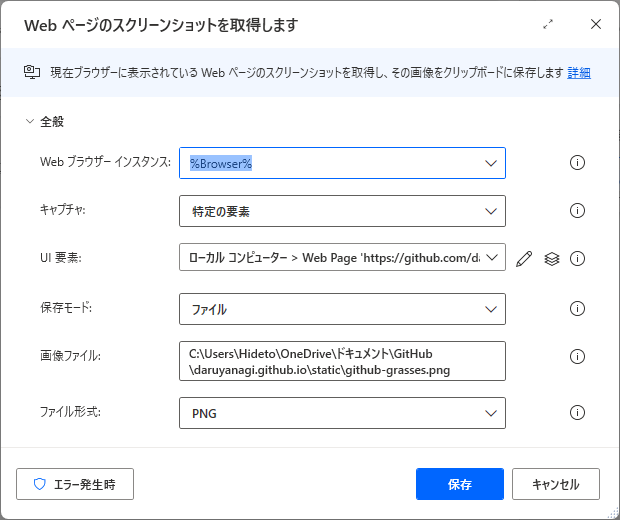 Web ページのスクリーンショットを取得します
現在ブラウザーに表示されている Web ページのスクリーンショットを取得し、その画像をクリップボードに保存します 詳細
全般
Web ブラウザー インスタンス: %Browser%
キャプチャ: 特定の要素
UI 要素: ローカル コンピューター > Web Page 'https://github.com/da
保存モード: ファイル
画像ファイル: C:\Users\Hideto\OneDrive\ドキュメント\GitHub
\daruyanagi.github.io\static\github-grasses.png
ファイル形式: PNG
エラー発生時 保存 キャンセル